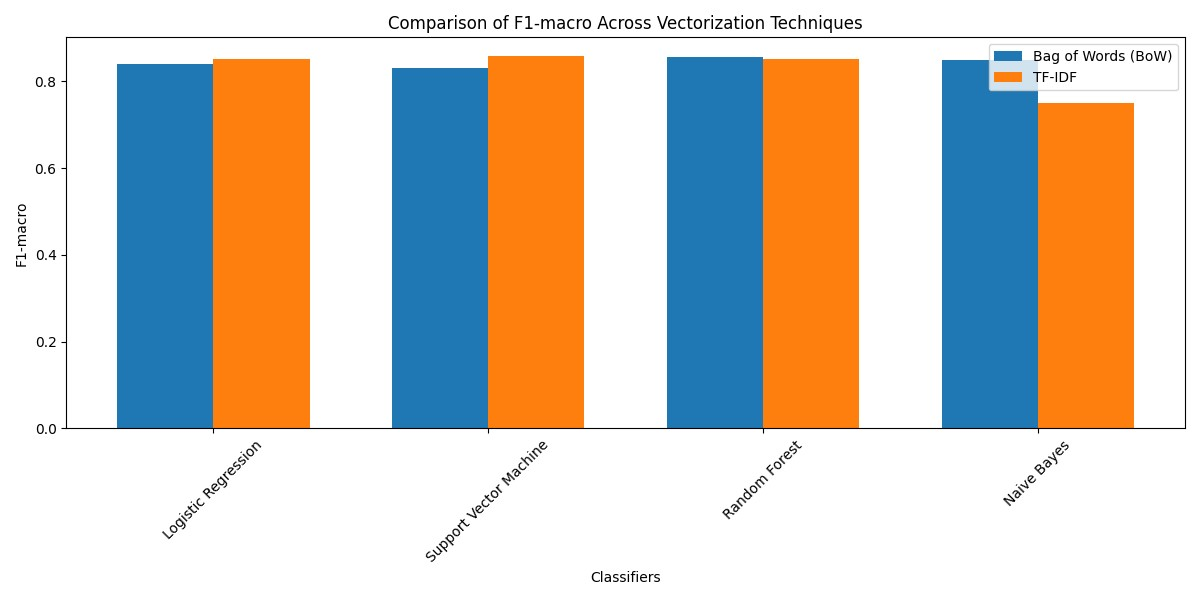 Comparison of F1-macro Across Vectorization Techniques
Bag of Words (BoW)
TF-IDF
F1-macro
0.8
0.6
0.4
0.2
0.0
Logistic Regression
Support Vector Machine
Random Forest
Naive Bayes
Classifiers